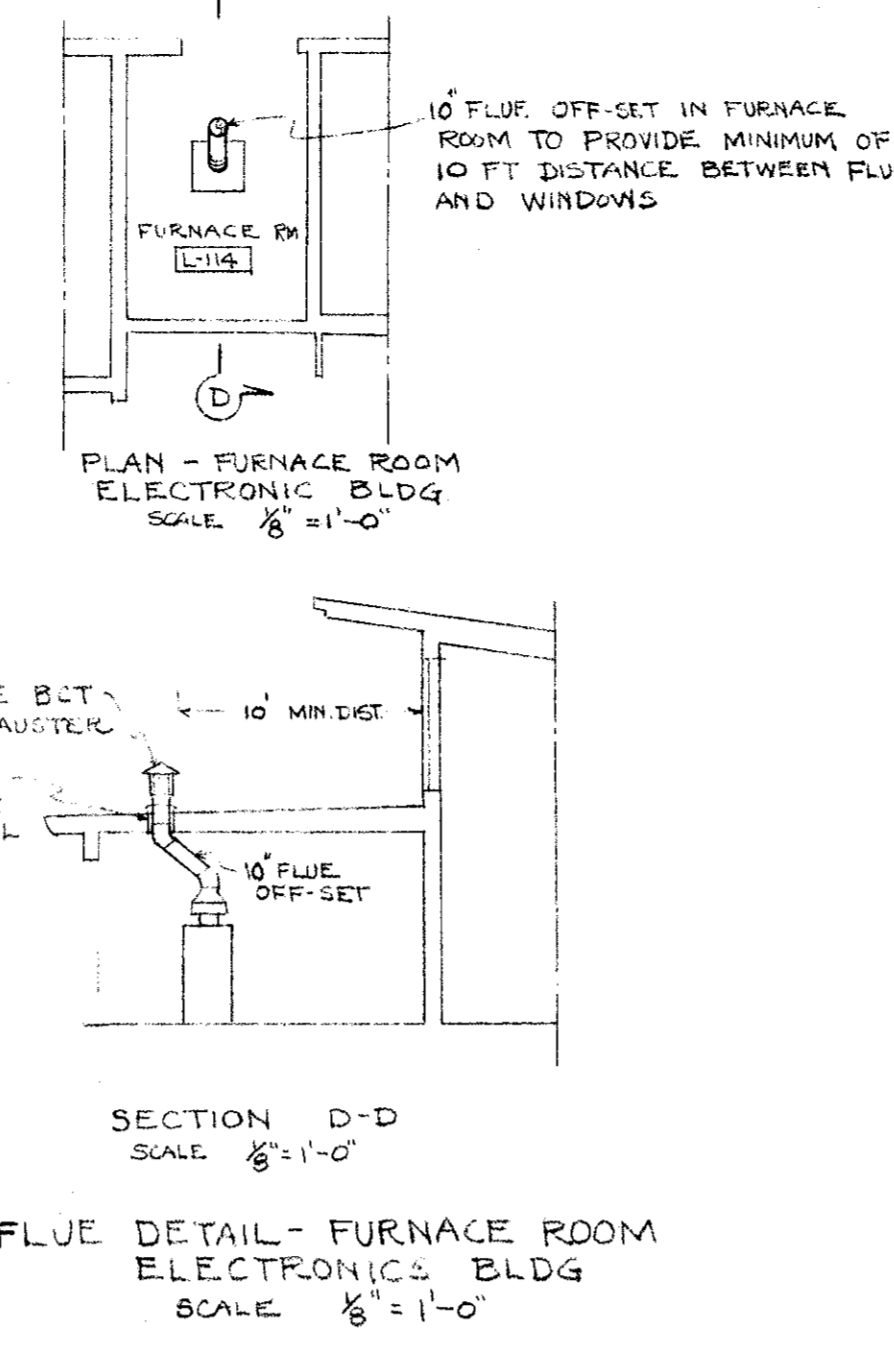 10" FLUE OFF-SET IN FURNACE
ROOM TO PROVIDE MINIMUM OF
10 FT DISTANCE BETWEEN FLU
AND WINDOWS
FURNACE RM
L-114
D
PLAN - FURNACE ROOM
ELECTRONIC BLDG.
SCALE 1/8" = 1'-0"
E BCT
AUSTER
10' MIN. DIST.
L
10" FLUE
OFF-SET
SECTION D-D
SCALE 1/8" = 1'-0"
FLUE DETAIL - FURNACE ROOM
ELECTRONICS BLDG
SCALE 1/8" = 1'-0"